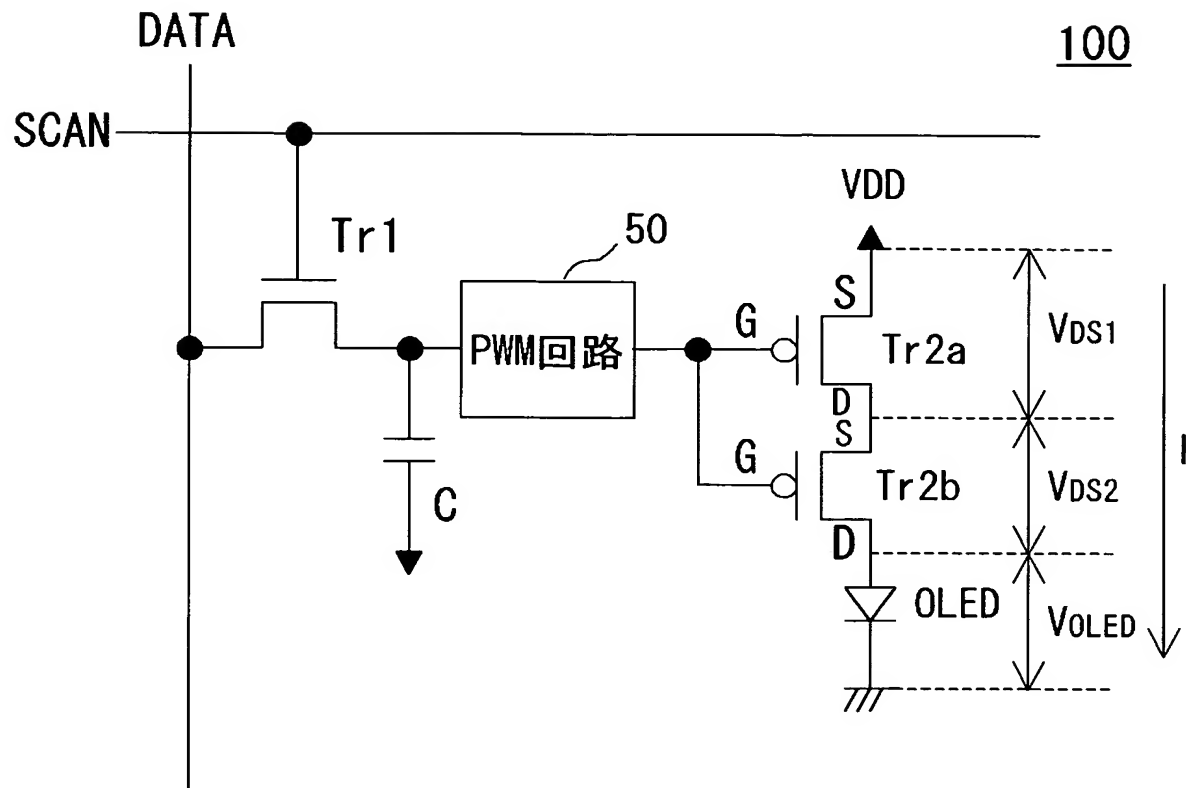 DATA
100
SCAN
VDD
Tr1
50
S
G
VDS1
PWM回路
Tr2a
D
S
G
Tr2b
VDS2
I
C
D
OLED
VOLED